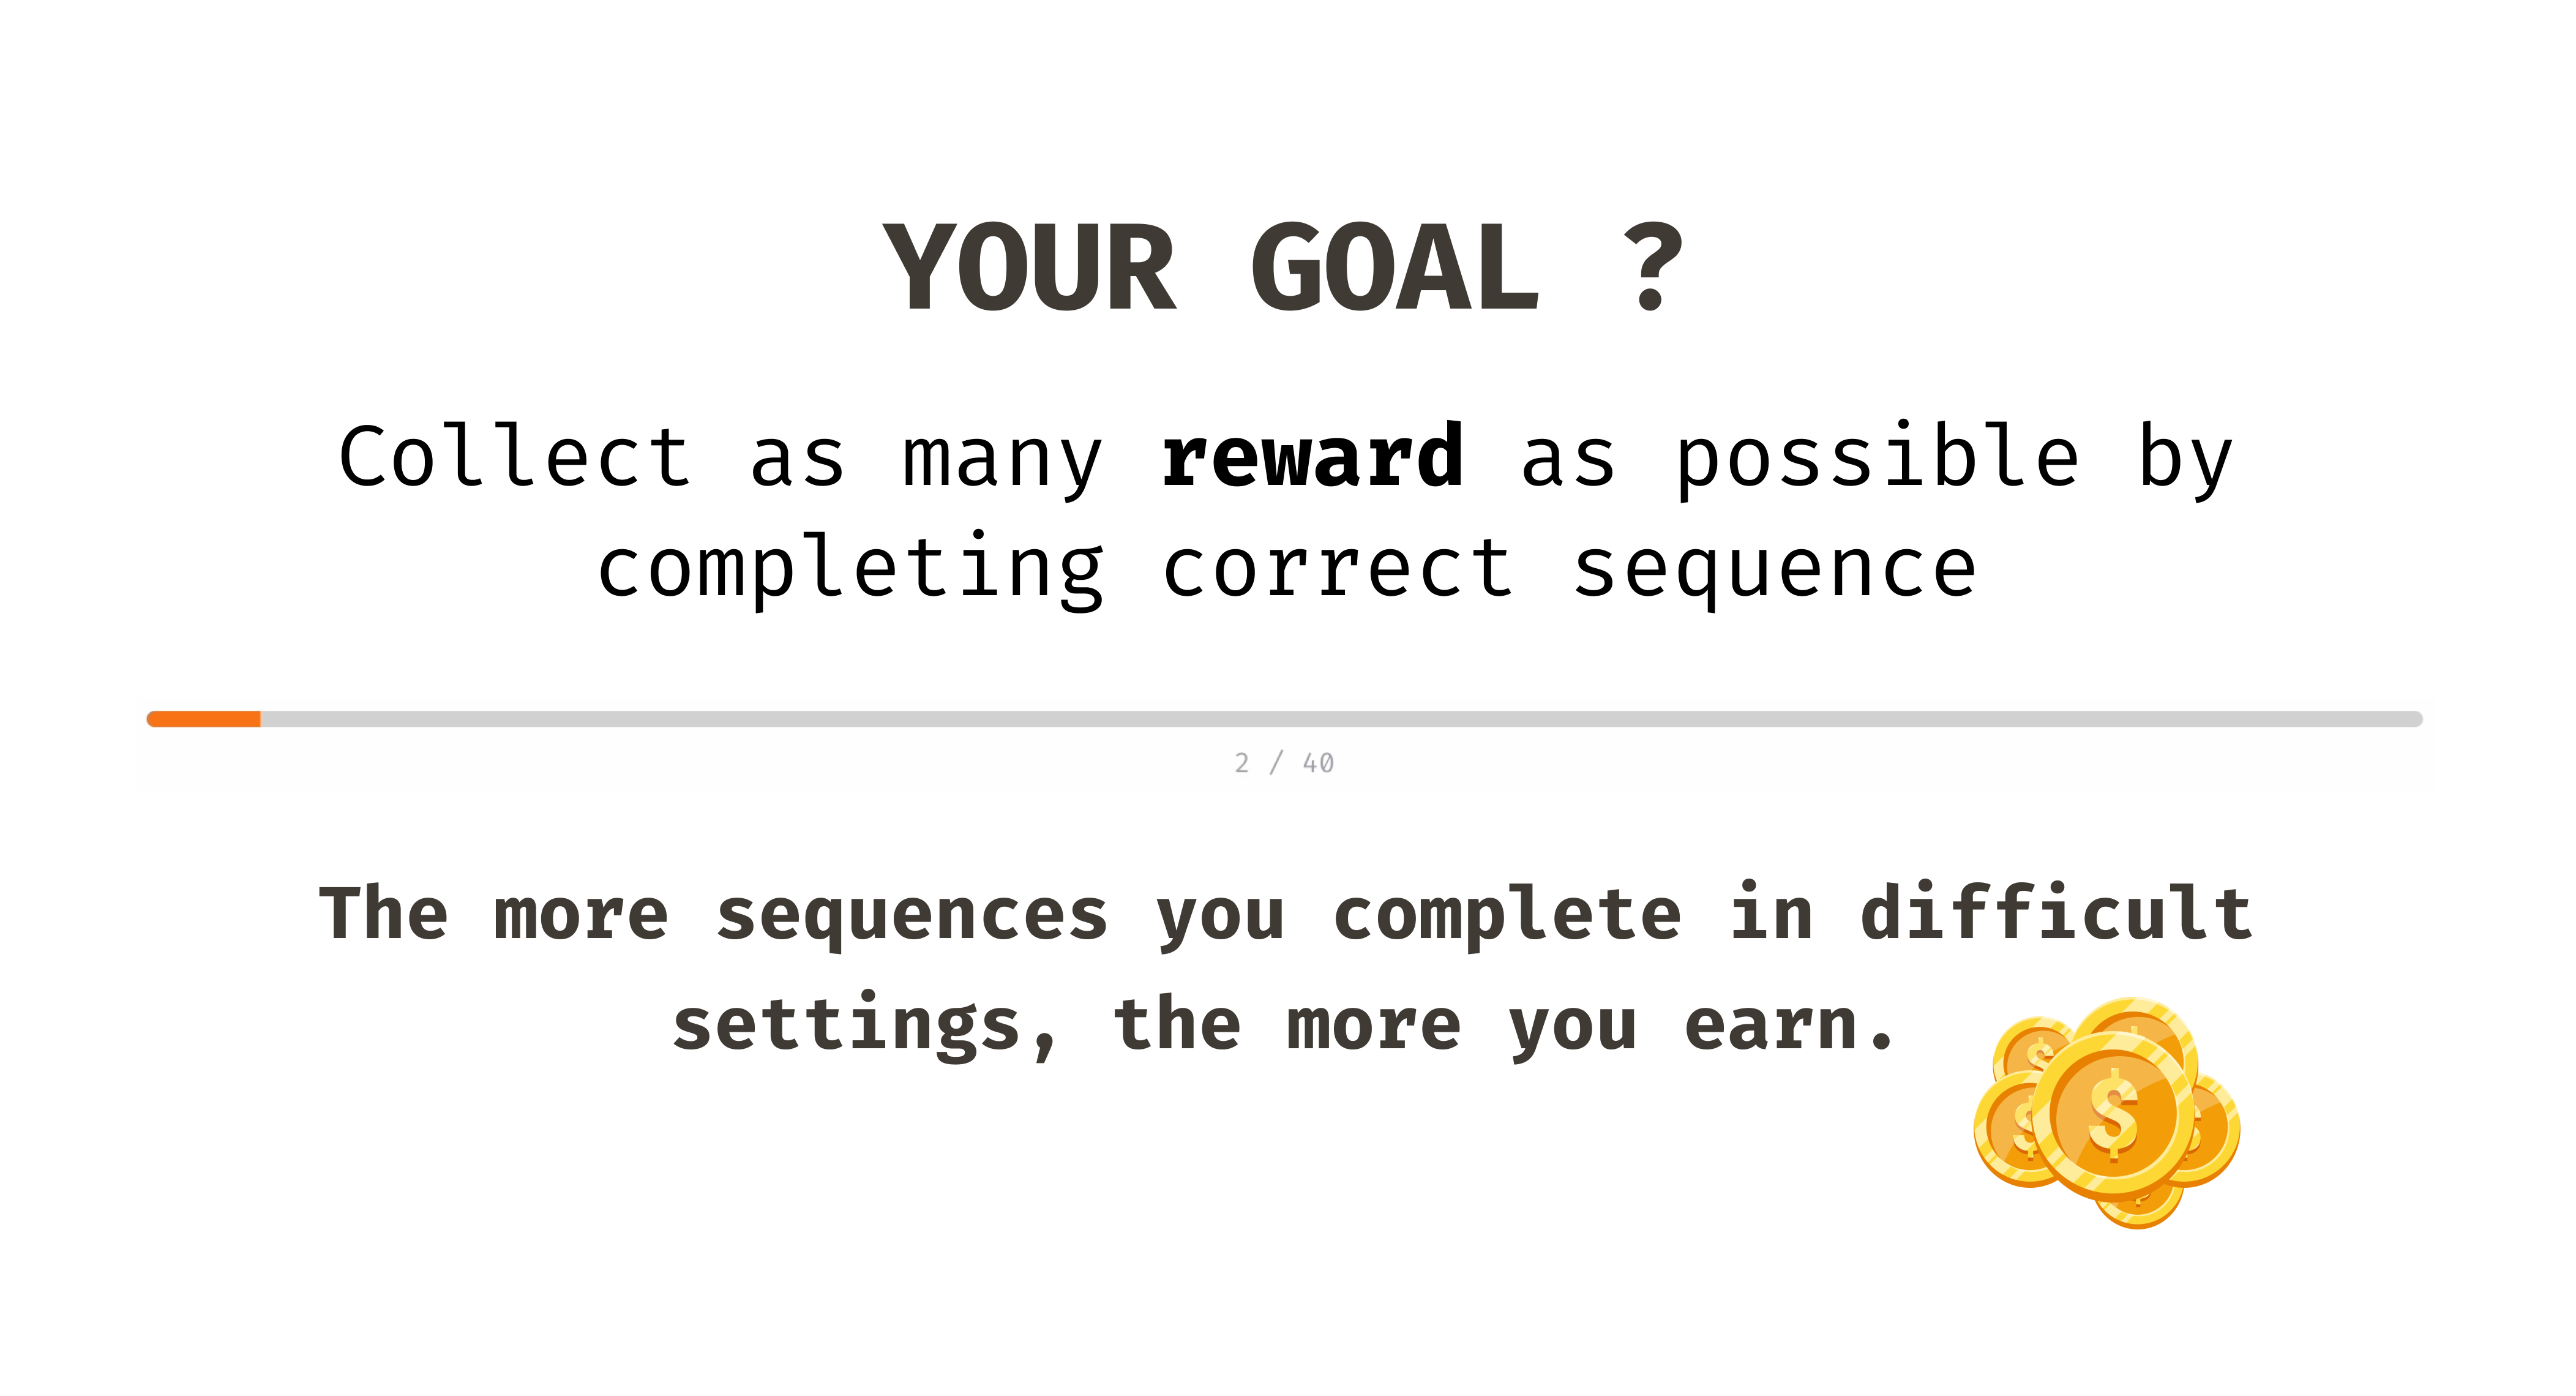 YOUR GOAL ?
Collect as many reward as possible by
completing correct sequence
2 / 40
The more sequences you complete in difficult
settings, the more you earn.
$
$
$
$
$